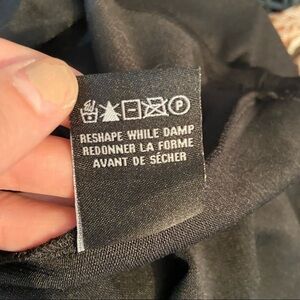 P
RESHAPE WHILE DAMP
REDONNER LA FORME
AVANT DE SÉCHER